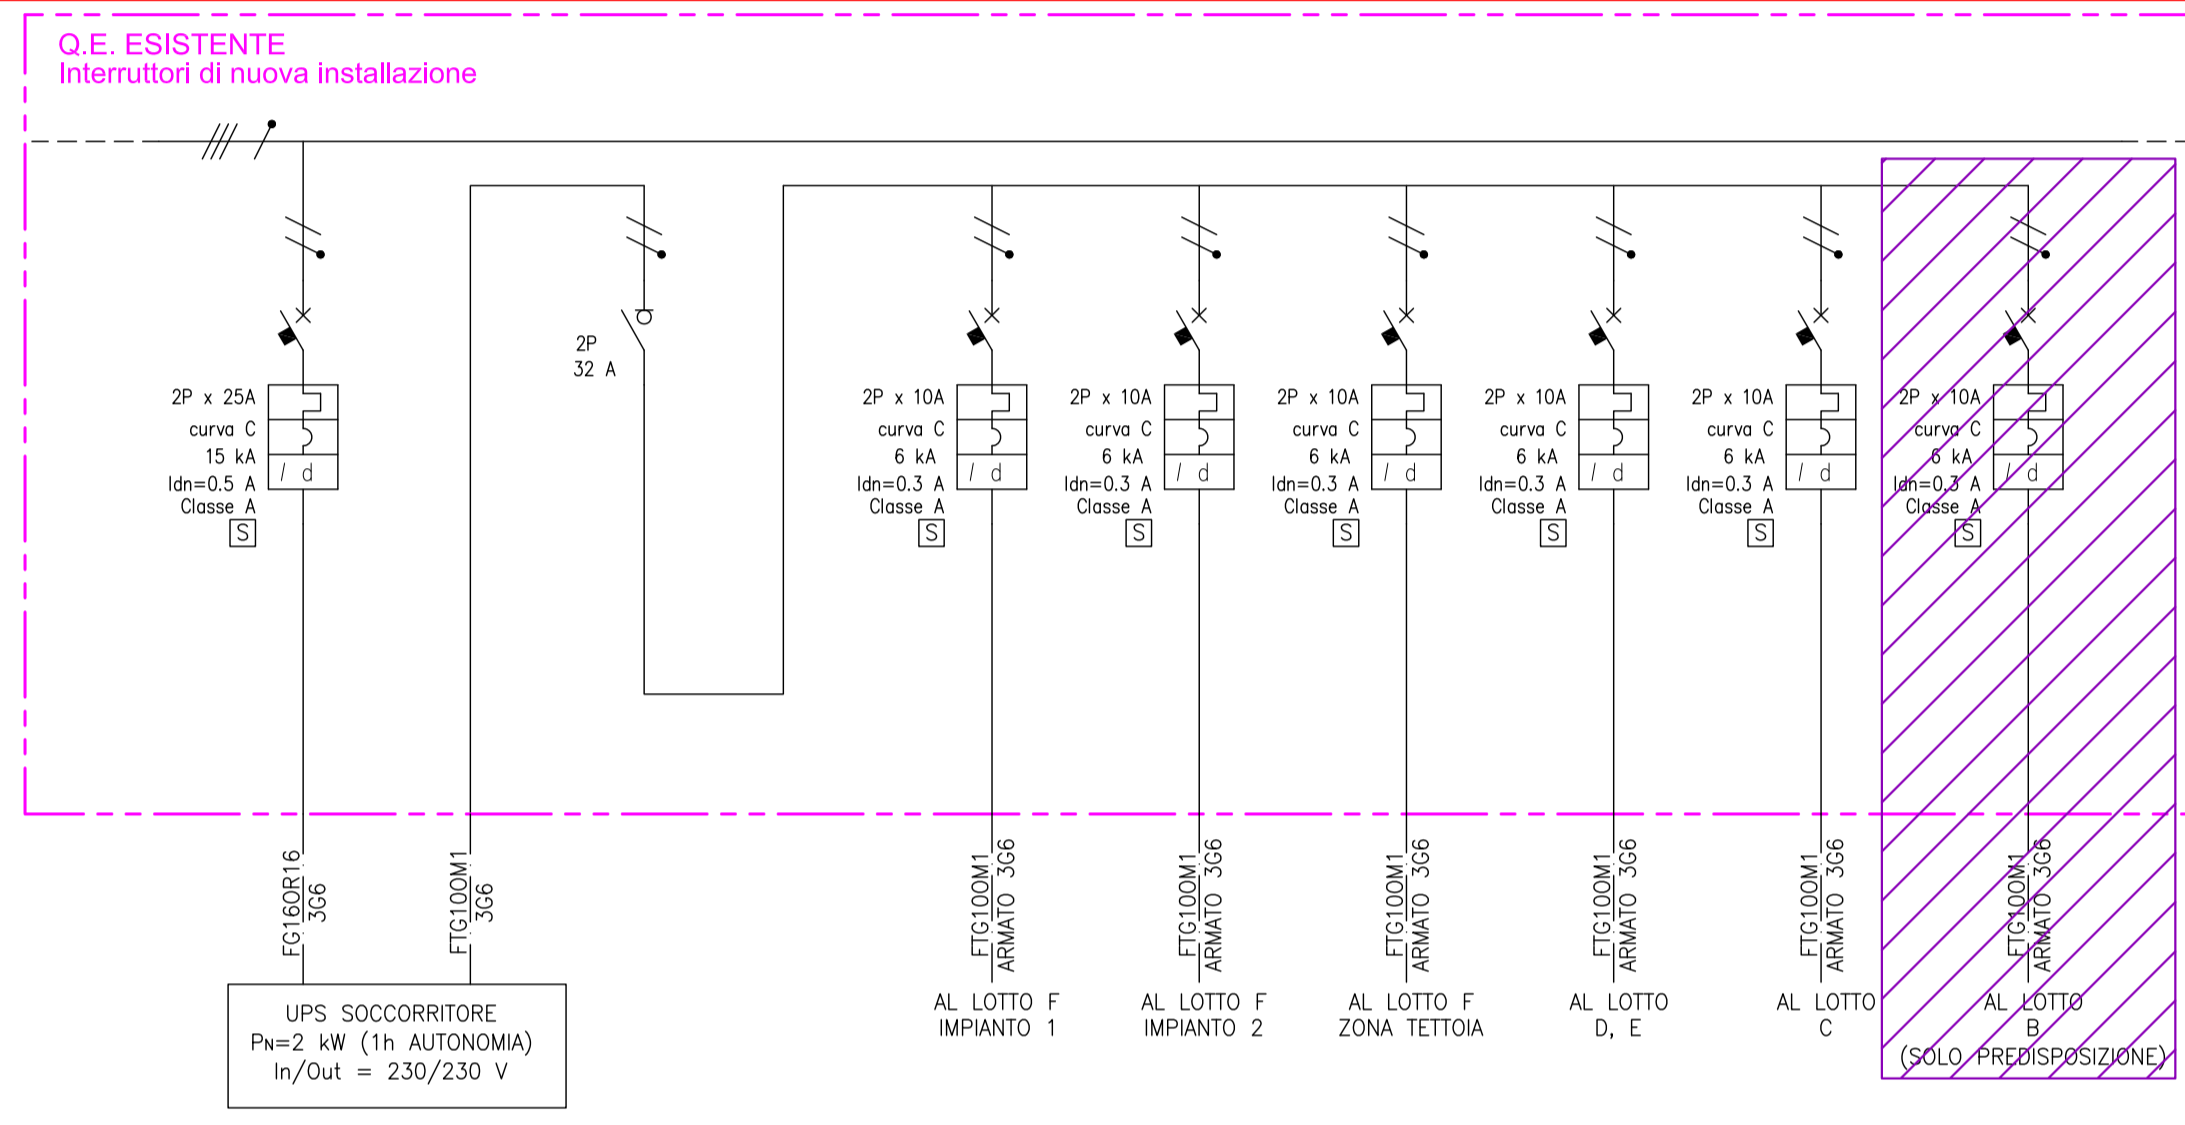 Q.E. ESISTENTE
Interruttori di nuova installazione
2P x 25A
curva C
15 kA
Idn=0.5 A
Classe A
S
I d
2P
32 A
2P x 10A
curva C
6 kA
Idn=0.3 A
Classe A
S
I d
2P x 10A
curva C
6 kA
Idn=0.3 A
Classe A
S
I d
2P x 10A
curva C
6 kA
Idn=0.3 A
Classe A
S
I d
2P x 10A
curva C
6 kA
Idn=0.3 A
Classe A
S
I d
2P x 10A
curva C
6 kA
Idn=0.3 A
Classe A
S
I d
2P x 10A
curva C
6 kA
Idn=0.3 A
Classe A
S
I d
FG16OR16
3G6
FTG10OM1
3G6
FTG10OM1
ARMATO 3G6
FTG10OM1
ARMATO 3G6
FTG10OM1
ARMATO 3G6
FTG10OM1
ARMATO 3G6
FTG10OM1
ARMATO 3G6
FTG10OM1
ARMATO 3G6
UPS SOCCORRITORE
PN=2 kW (1h AUTONOMIA)
In/Out = 230/230 V
AL LOTTO F
IMPIANTO 1
AL LOTTO F
IMPIANTO 2
AL LOTTO F
ZONA TETTOIA
AL LOTTO
D, E
AL LOTTO
C
AL LOTTO
B
(SOLO PREDISPOSIZIONE)